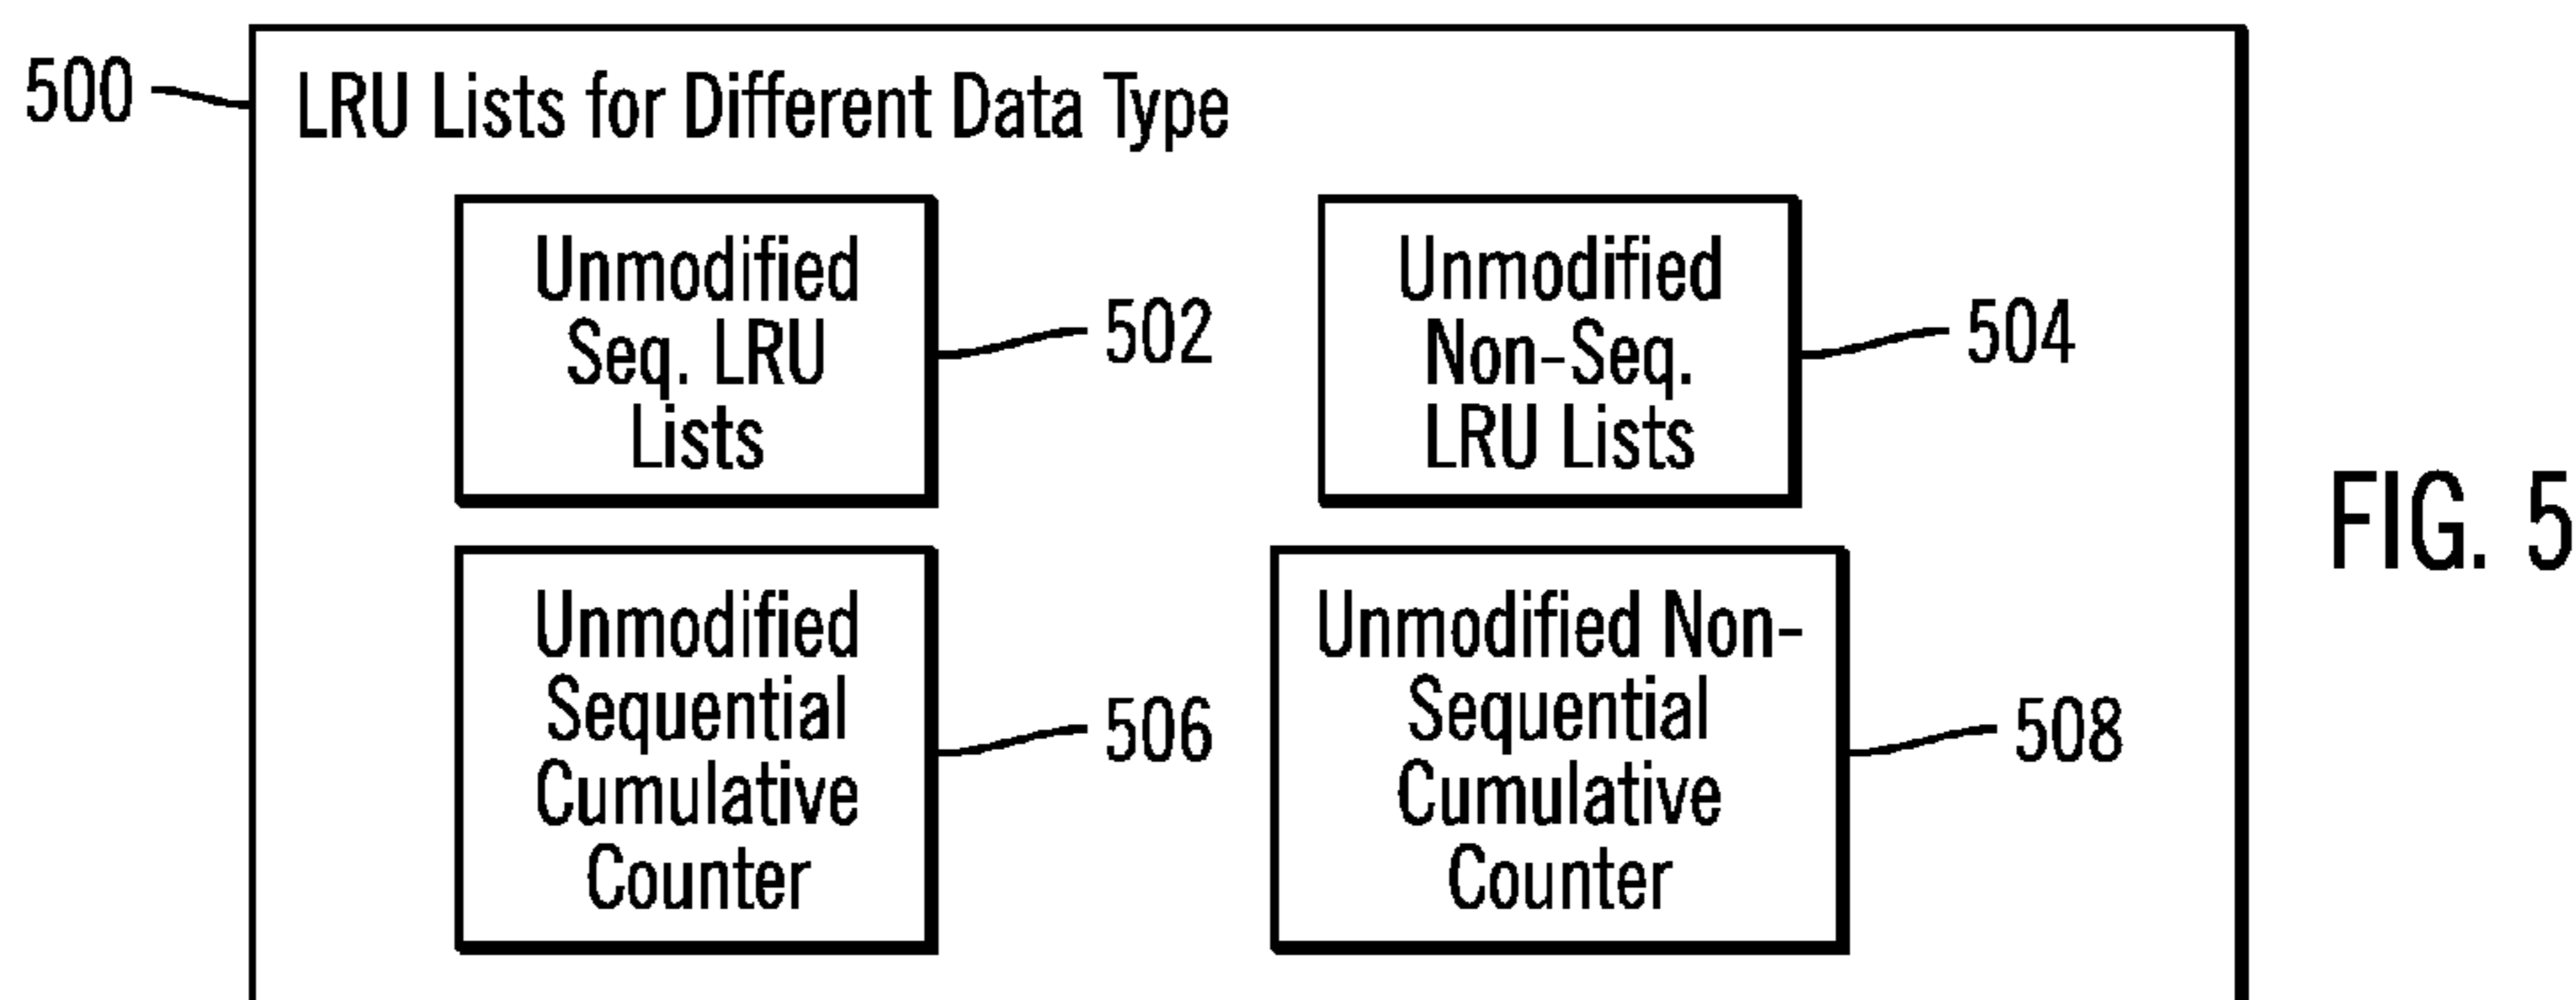 500
LRU Lists for Different Data Type
Unmodified
Seq. LRU
Lists
502
Unmodified
Non-Seq.
LRU Lists
504
Unmodified
Sequential
Cumulative
Counter
506
Unmodified Non-
Sequential
Cumulative
Counter
508
FIG. 5